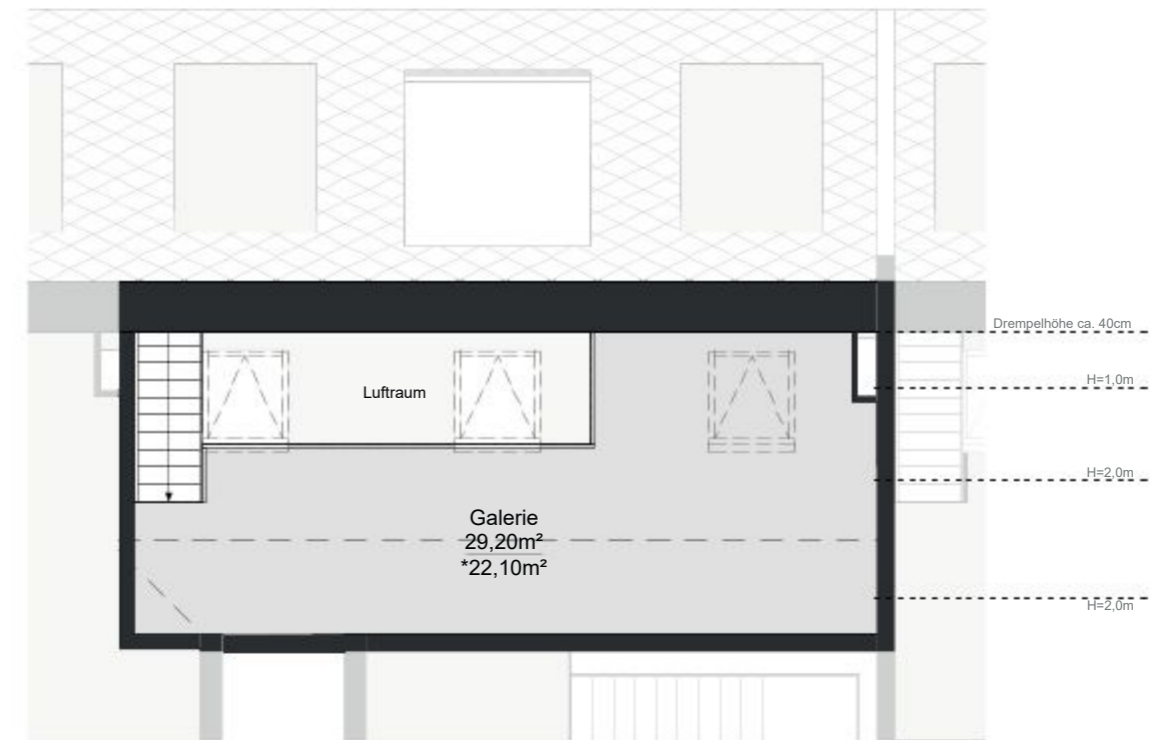 Drempelhöhe ca. 40cm
H=1,0m
Luftraum
H=2,0m
Galerie
29,20m²
*22,10m²
H=2,0m